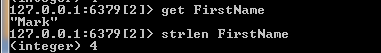 127.0.0.1:6379[2]> get FirstName
"Mark"
127.0.0.1:6379[2]> strlen FirstName
(integer) 4